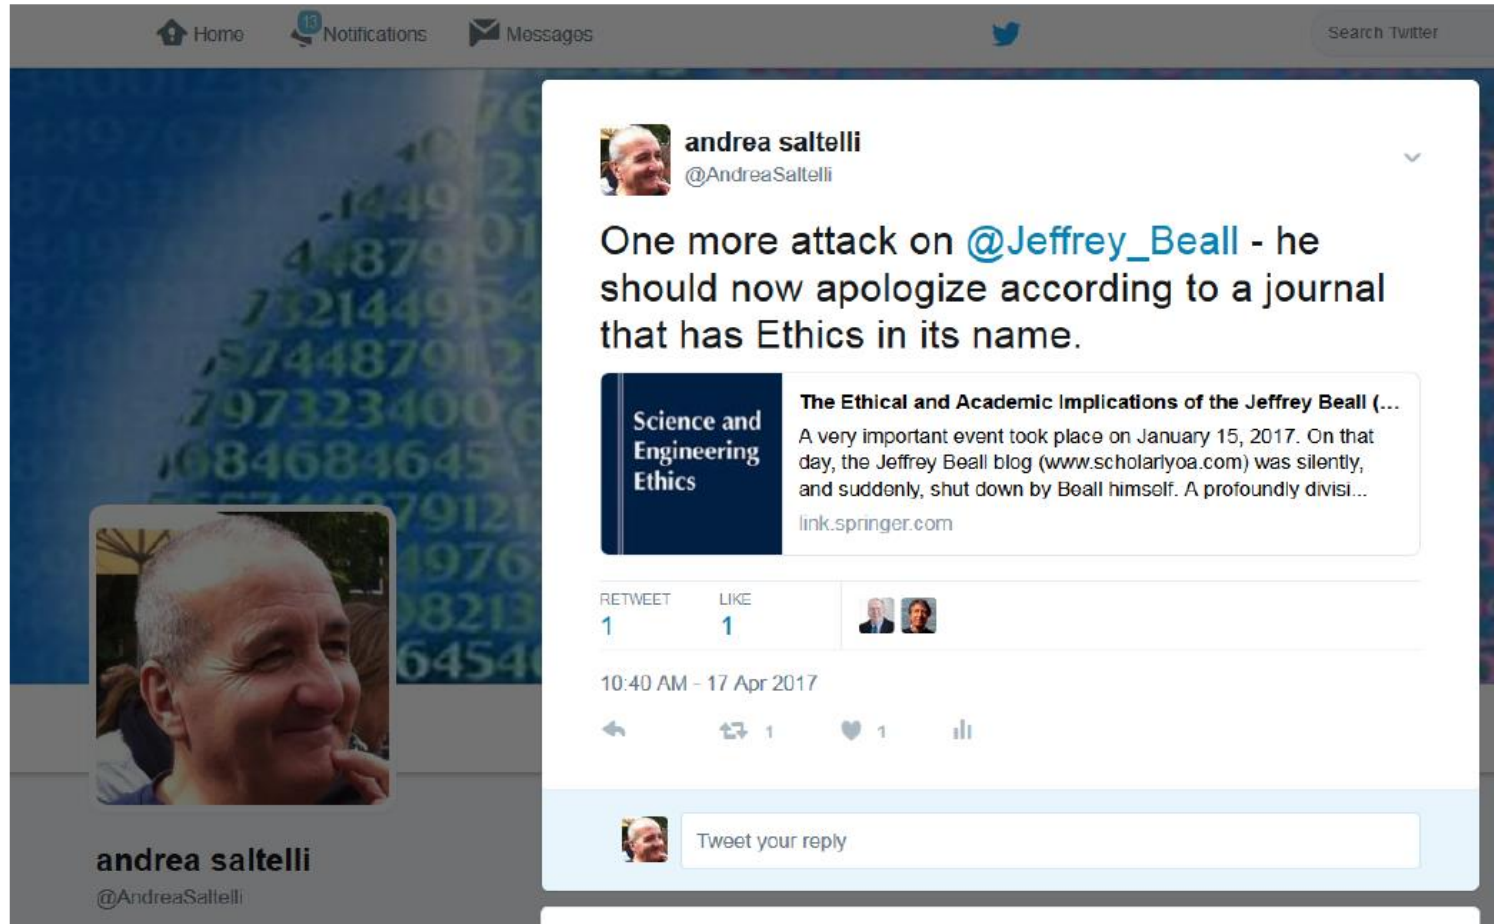 Home
13
Notifications
Messages
Search Twitter
andrea saltelli
@AndreaSaltelli
One more attack on @Jeffrey_Beall - he
should now apologize according to a journal
that has Ethics in its name.
Science and
Engineering
Ethics
The Ethical and Academic Implications of the Jeffrey Beall (...
A very important event took place on January 15, 2017. On that
day, the Jeffrey Beall blog (www.scholarlyoa.com) was silently,
and suddenly, shut down by Beall himself. A profoundly divisi...
link.springer.com
RETWEET
1
LIKE
1
10:40 AM - 17 Apr 2017
1
1
Tweet your reply
andrea saltelli
@AndreaSaltelli